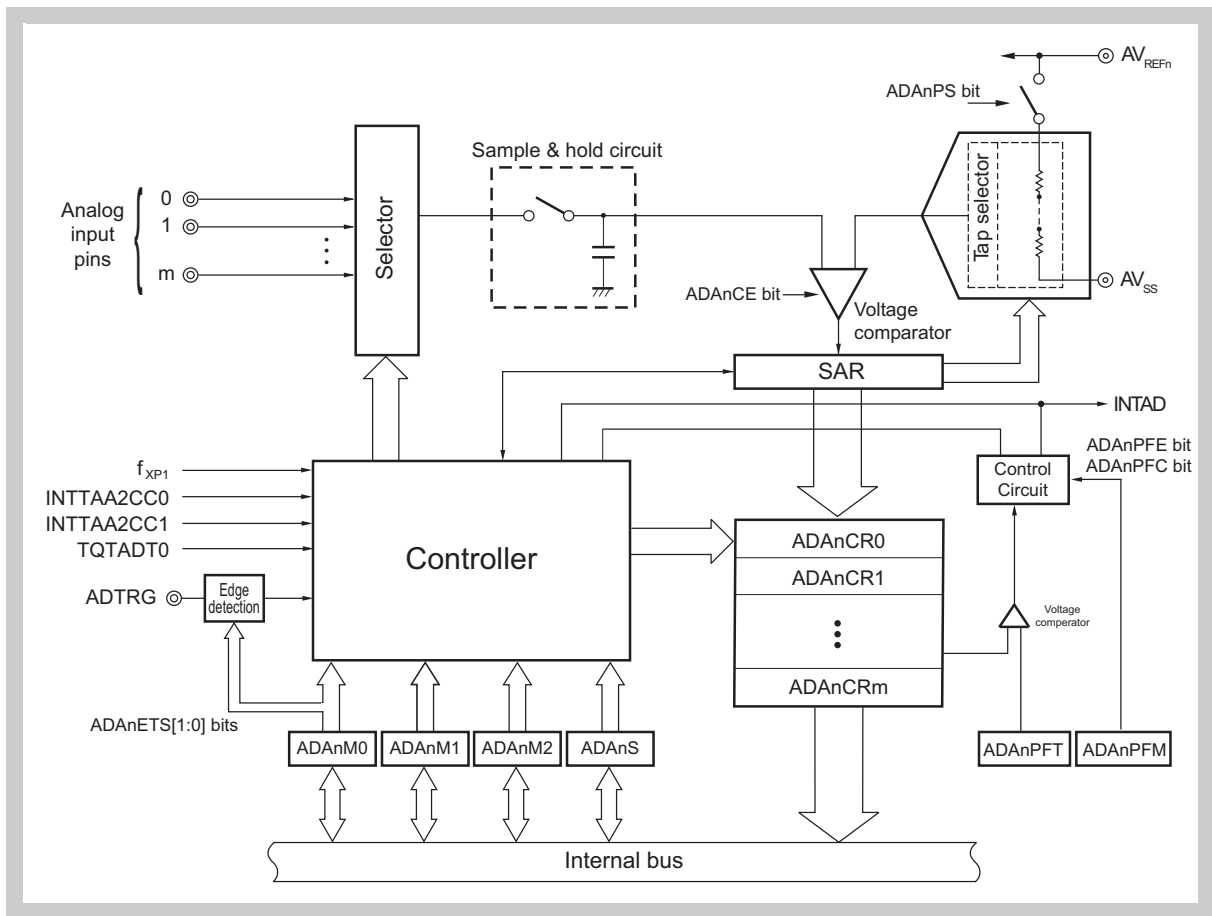 AVREFn
ADAnPS bit
Sample & hold circuit
Analog
input
pins
0
1
m
Selector
Tap selector
AVSS
ADAnCE bit
Voltage
comparator
SAR
INTAD
ADAnPFE bit
ADAnPFC bit
Control
Circuit
fXP1
INTTAA2CC0
INTTAA2CC1
TQTADT0
ADTRG
Edge
detection
Controller
ADAnCR0
ADAnCR1
ADAnCRm
Voltage
comperator
ADAnETS[1:0] bits
ADAnM0
ADAnM1
ADAnM2
ADAnS
ADAnPFT
ADAnPFM
Internal bus